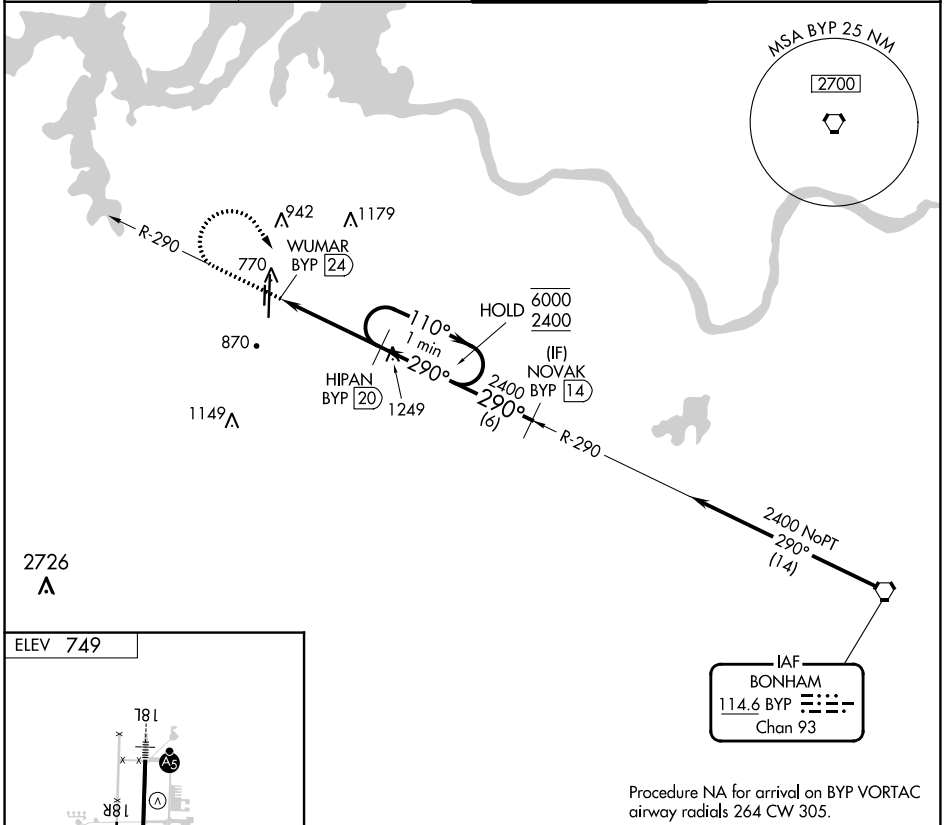 MSA BYP 25 NM
2700
942
1179
R-290
WUMAR
BYP 24
770
HOLD
6000
2400
110°
1 min
290°
870
(IF)
NOVAK
BYP 14
HIPAN
BYP 20
2400
290°
(6)
1249
1149
R-290
2400 NoPT
290°
(14)
2726
ELEV 749
IAF
BONHAM
114.6 BYP
Chan 93
18L
A5
18R
Procedure NA for arrival on BYP VORTAC
airway radials 264 CW 305.